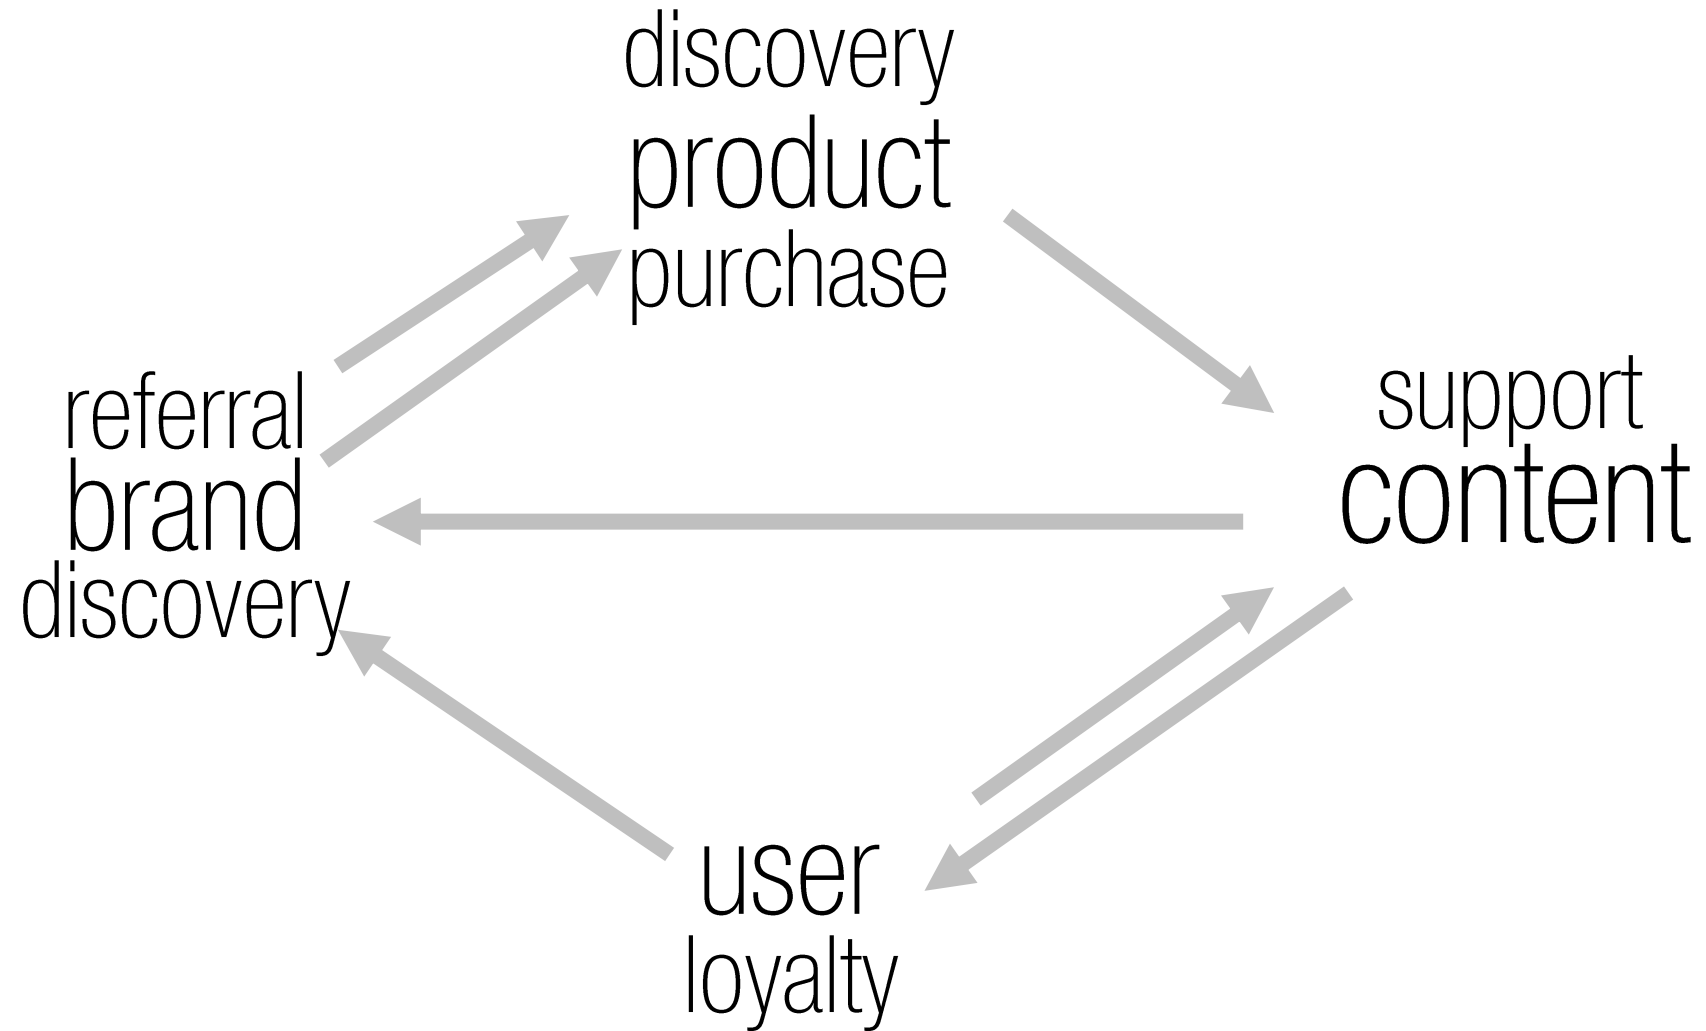 discovery
product
purchase
referral
brand
discovery
support
content
user
loyalty